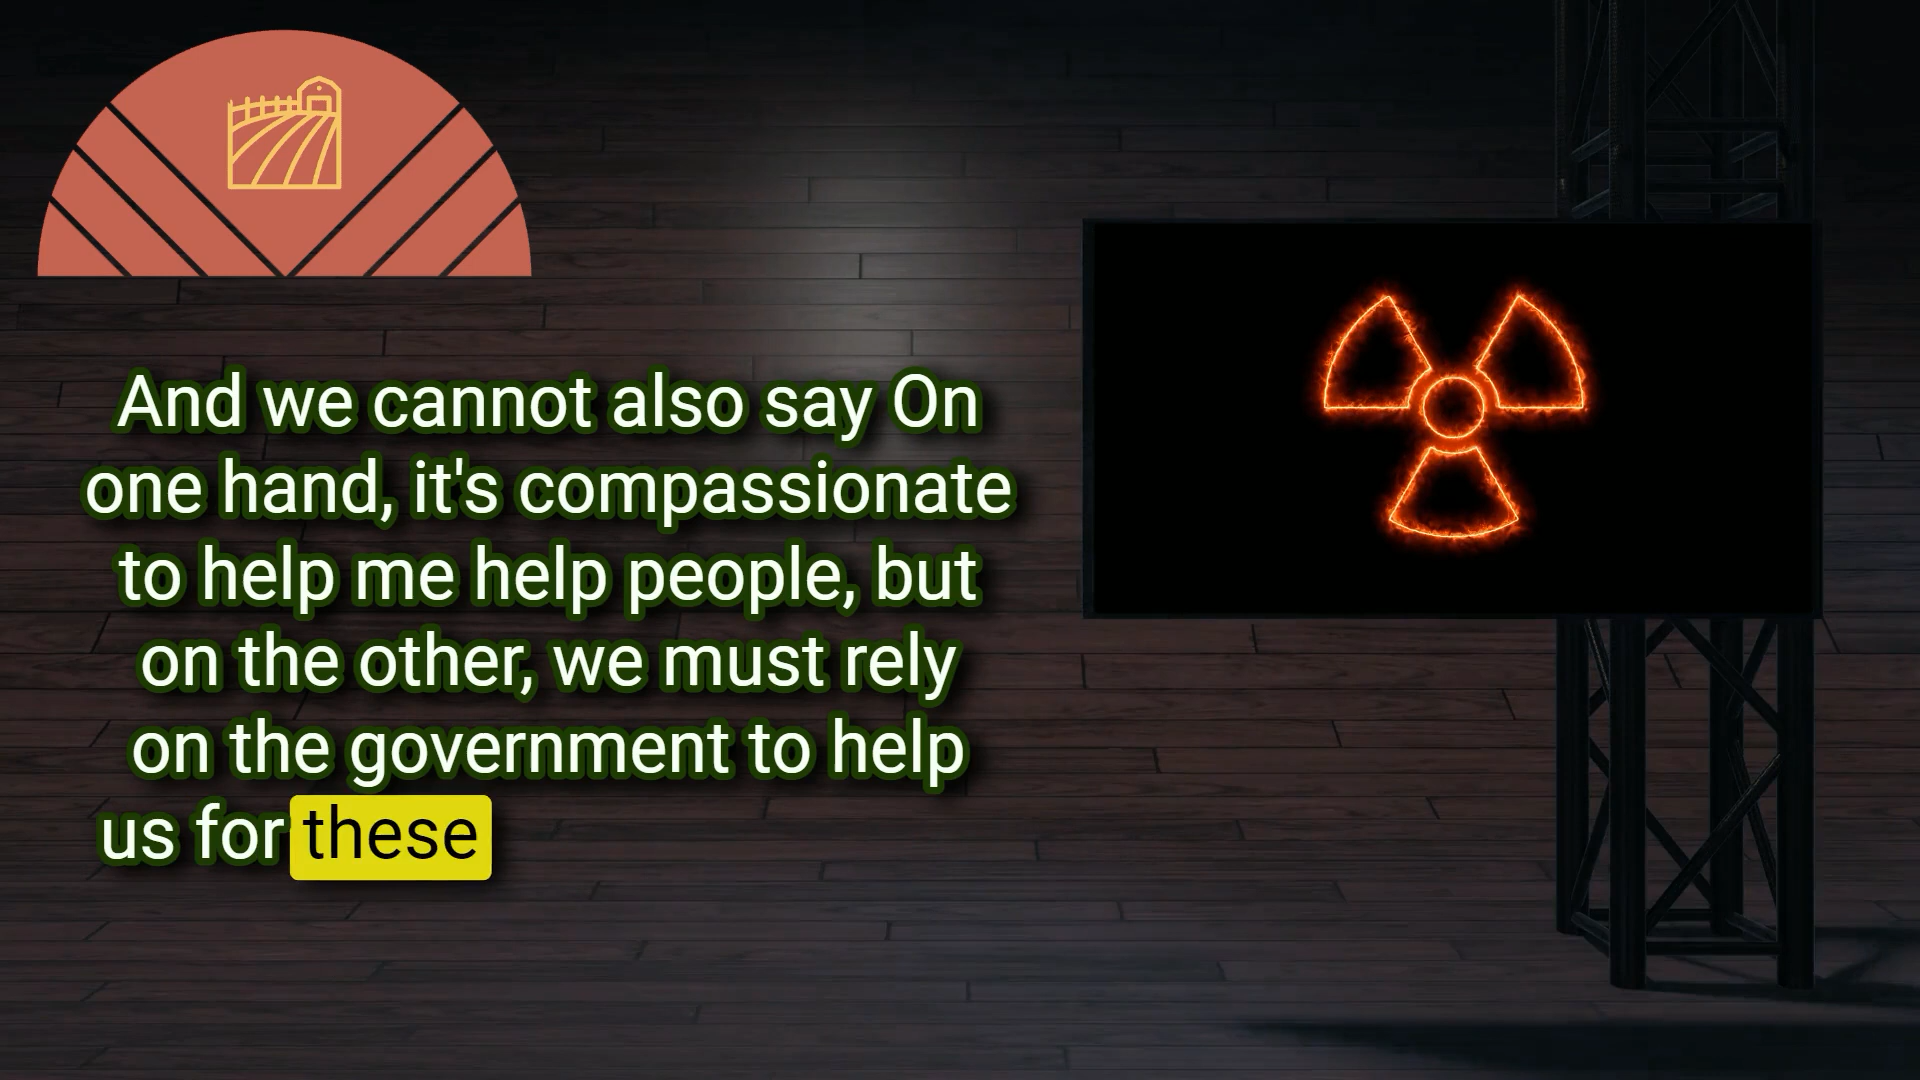 And we cannot also say On
one hand, it's compassionate
to help me help people, but
on the other, we must rely
on the government to help
us for these